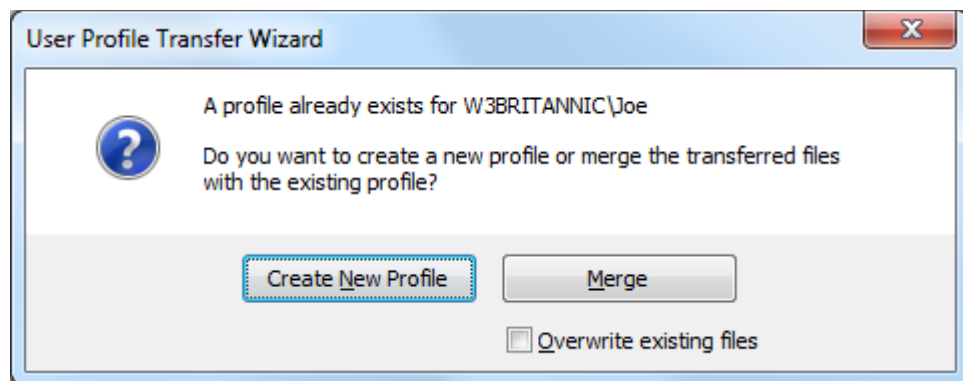 User Profile Transfer Wizard
A profile already exists for W3BRITANNIC\Joe
Do you want to create a new profile or merge the transferred files
with the existing profile?
Create New Profile
Merge
Overwrite existing files